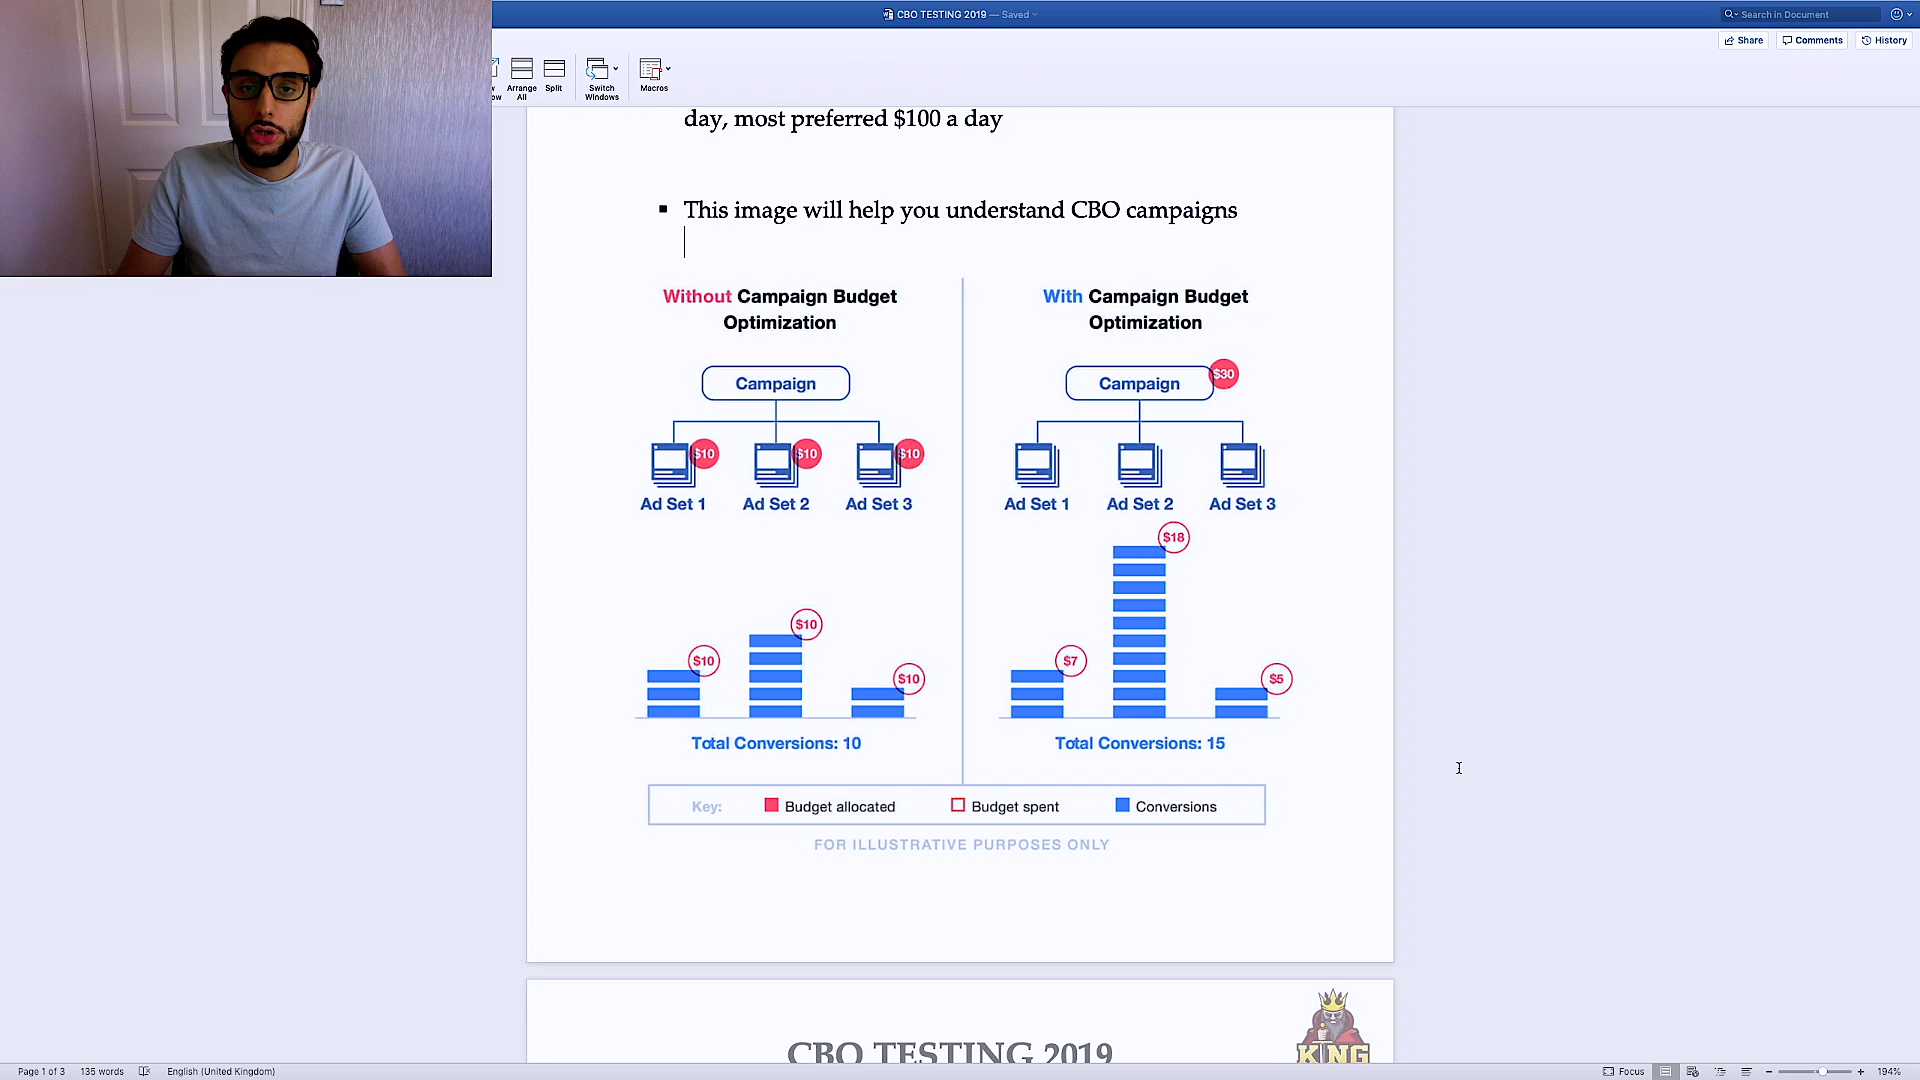 CBO TESTING 2019 — Saved
Search in Document
Share
Comments
History
Arrange All
Split
Switch Windows
Macros
day, most preferred $100 a day
▪ This image will help you understand CBO campaigns
Without Campaign Budget
Optimization
With Campaign Budget
Optimization
Campaign
Campaign
$30
$10
$10
$10
Ad Set 1
Ad Set 2
Ad Set 3
Ad Set 1
Ad Set 2
Ad Set 3
$10
$10
$10
$7
$18
$5
Total Conversions: 10
Total Conversions: 15
Key:
Budget allocated
Budget spent
Conversions
FOR ILLUSTRATIVE PURPOSES ONLY
CBO TESTING 2019
KING
Page 1 of 3
135 words
English (United Kingdom)
Focus
194%